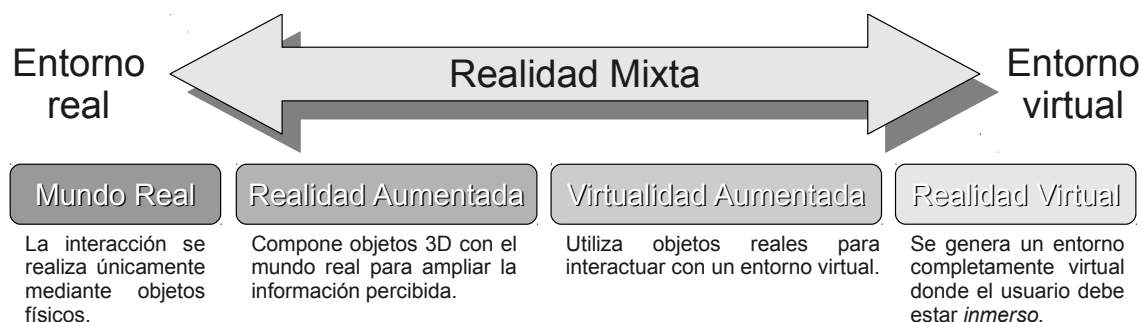 Entorno
real
Realidad Mixta
Entorno
virtual
Mundo Real
Realidad Aumentada
Virtualidad Aumentada
Realidad Virtual
La interacción se
realiza únicamente
mediante objetos
físicos.
Compone objetos 3D con el
mundo real para ampliar la
información percibida.
Utiliza objetos reales para
interactuar con un entorno virtual.
Se genera un entorno
completamente virtual
donde el usuario debe
estar inmerso.